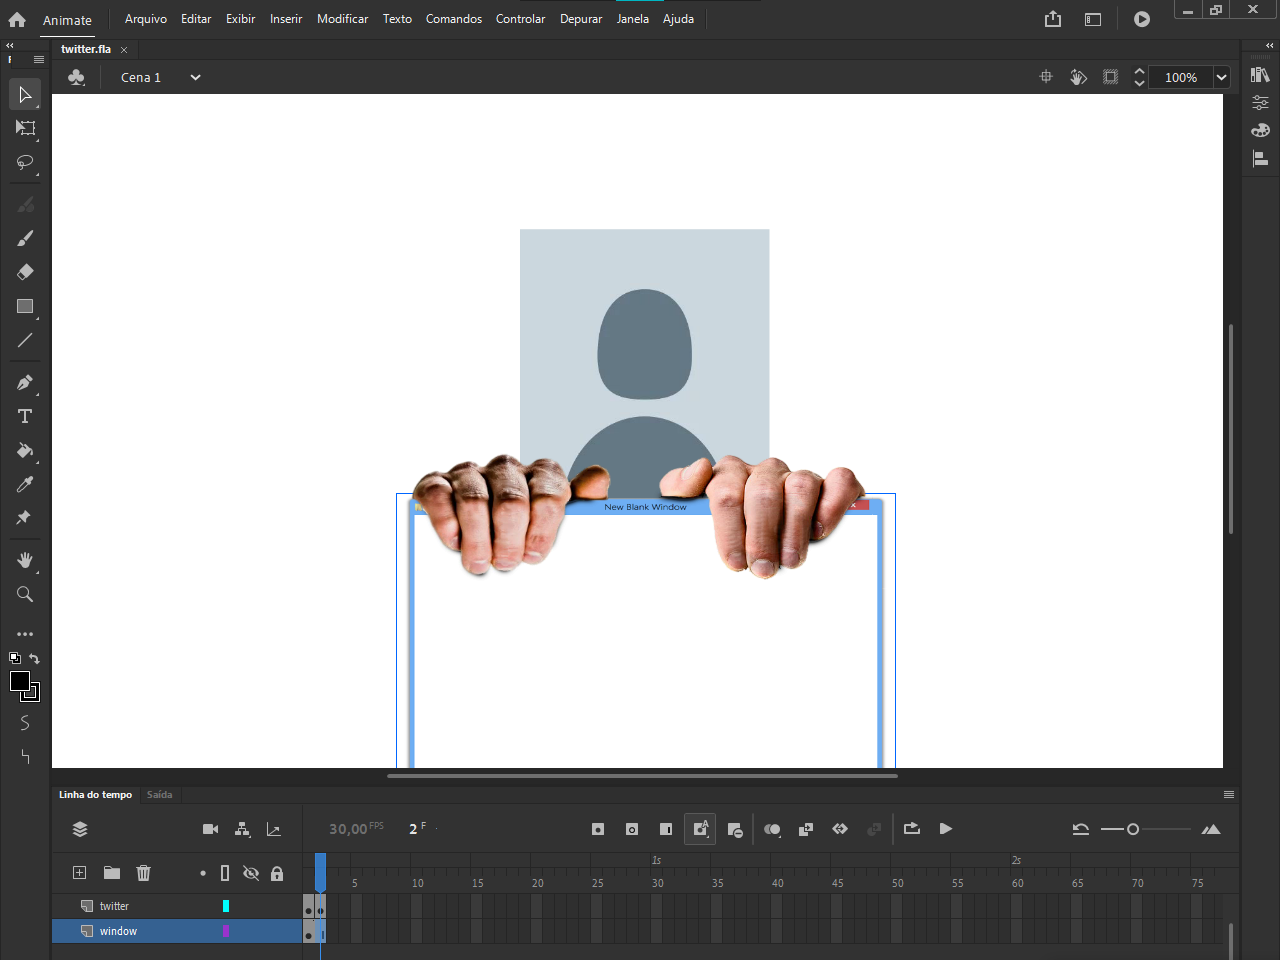 Animate Arquivo Editar Exibir Inserir Modificar Texto Comandos Controlar Depurar Janela Ajuda
twitter.fla
Cena 1
100%
New Blank Window
Linha do tempo Saída
30,00 FPS 2 F
1s 2s
5 10 15 20 25 30 35 40 45 50 55 60 65 70 75
twitter
window